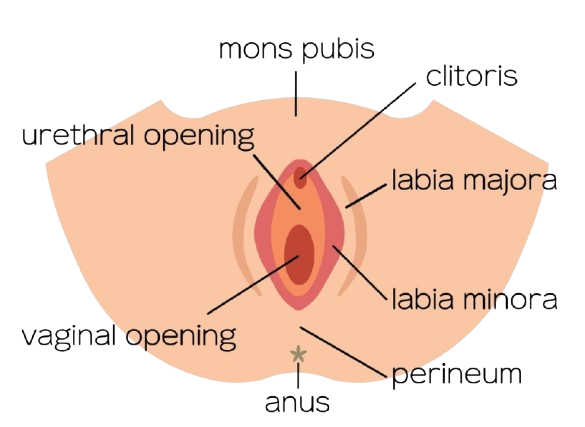 mons pubis
clitoris
urethral opening
labia majora
labia minora
vaginal opening
perineum
anus